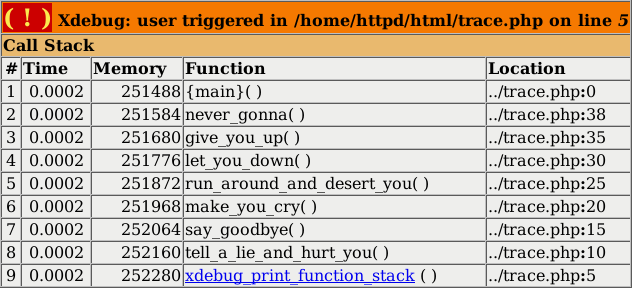 ( ! ) Xdebug: user triggered in /home/httpd/html/trace.php on line 5
Call Stack
# Time Memory Function Location
1 0.0002 251488 {main}( ) ../trace.php:0
2 0.0002 251584 never_gonna( ) ../trace.php:38
3 0.0002 251680 give_you_up( ) ../trace.php:35
4 0.0002 251776 let_you_down( ) ../trace.php:30
5 0.0002 251872 run_around_and_desert_you( ) ../trace.php:25
6 0.0002 251968 make_you_cry( ) ../trace.php:20
7 0.0002 252064 say_goodbye( ) ../trace.php:15
8 0.0002 252160 tell_a_lie_and_hurt_you( ) ../trace.php:10
9 0.0002 252280 xdebug_print_function_stack ( ) ../trace.php:5